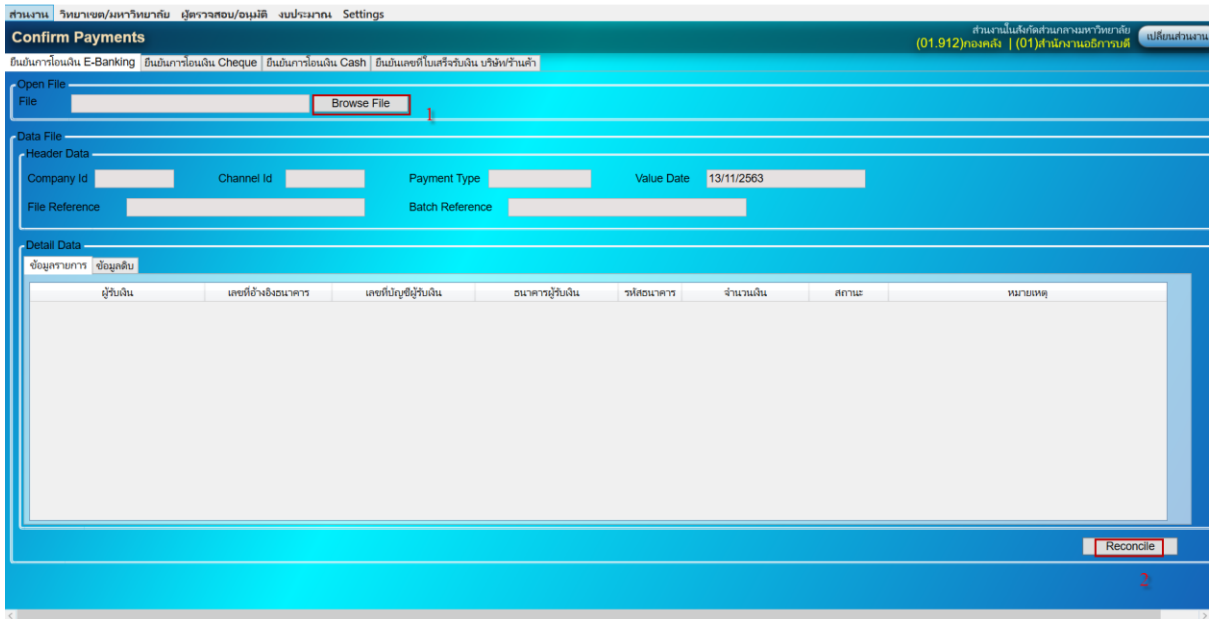 ส่วนงาน วิทยาเขต/มหาวิทยาลัย ผู้ตรวจสอบ/อนุมัติ งบประมาณ Settings
Confirm Payments
ส่วนงานในสังกัดส่วนกลางมหาวิทยาลัย
(01.912)กองคลัง | (01)สำนักงานอธิการบดี
เปลี่ยนส่วนงาน
ยืนยันการโอนเงิน E-Banking ยืนยันการโอนเงิน Cheque ยืนยันการโอนเงิน Cash ยืนยันเลขที่ใบเสร็จรับเงิน บริษัท/ร้านค้า
Open File
File Browse File
1
Data File
Header Data
Company Id Channel Id Payment Type Value Date 13/11/2563
File Reference Batch Reference
Detail Data
ข้อมูลรายการ ข้อมูลดิบ
ผู้รับเงิน เลขที่อ้างอิงธนาคาร เลขที่บัญชีผู้รับเงิน ธนาคารผู้รับเงิน รหัสธนาคาร จำนวนเงิน สถานะ หมายเหตุ
Reconcile
2